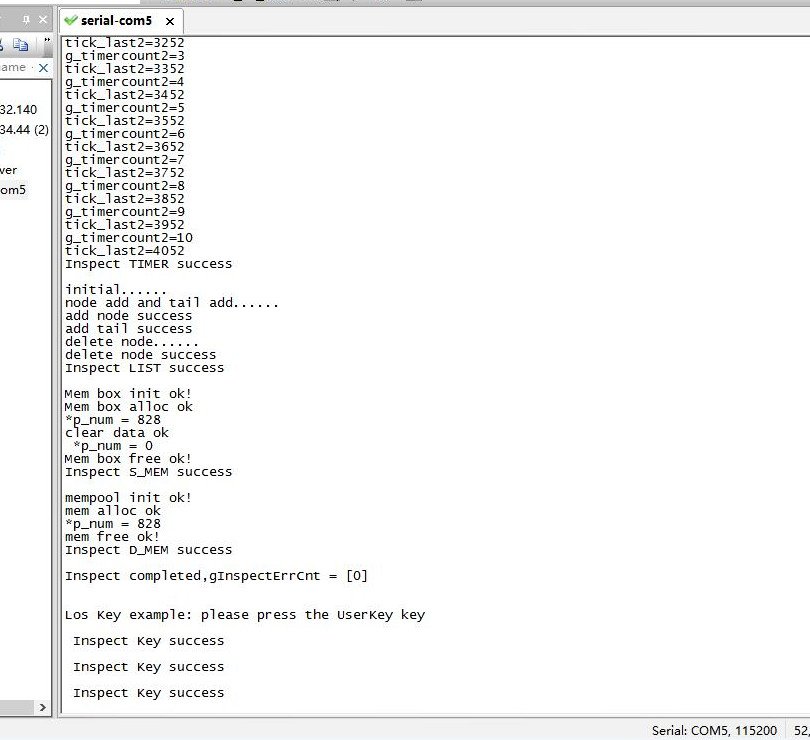 serial-com5
ame
32.140
34.44 (2)
ver
om5
tick_last2=3252
g_timercount2=3
tick_last2=3352
g_timercount2=4
tick_last2=3452
g_timercount2=5
tick_last2=3552
g_timercount2=6
tick_last2=3652
g_timercount2=7
tick_last2=3752
g_timercount2=8
tick_last2=3852
g_timercount2=9
tick_last2=3952
g_timercount2=10
tick_last2=4052
Inspect TIMER success
initial......
node add and tail add......
add node success
add tail success
delete node......
delete node success
Inspect LIST success
Mem box init ok!
Mem box alloc ok
*p_num = 828
clear data ok
*p_num = 0
Mem box free ok!
Inspect S_MEM success
mempool init ok!
mem alloc ok
*p_num = 828
mem free ok!
Inspect D_MEM success
Inspect completed,gInspectErrCnt = [0]
Los Key example: please press the UserKey key
Inspect Key success
Inspect Key success
Inspect Key success
Serial: COM5, 115200
52,